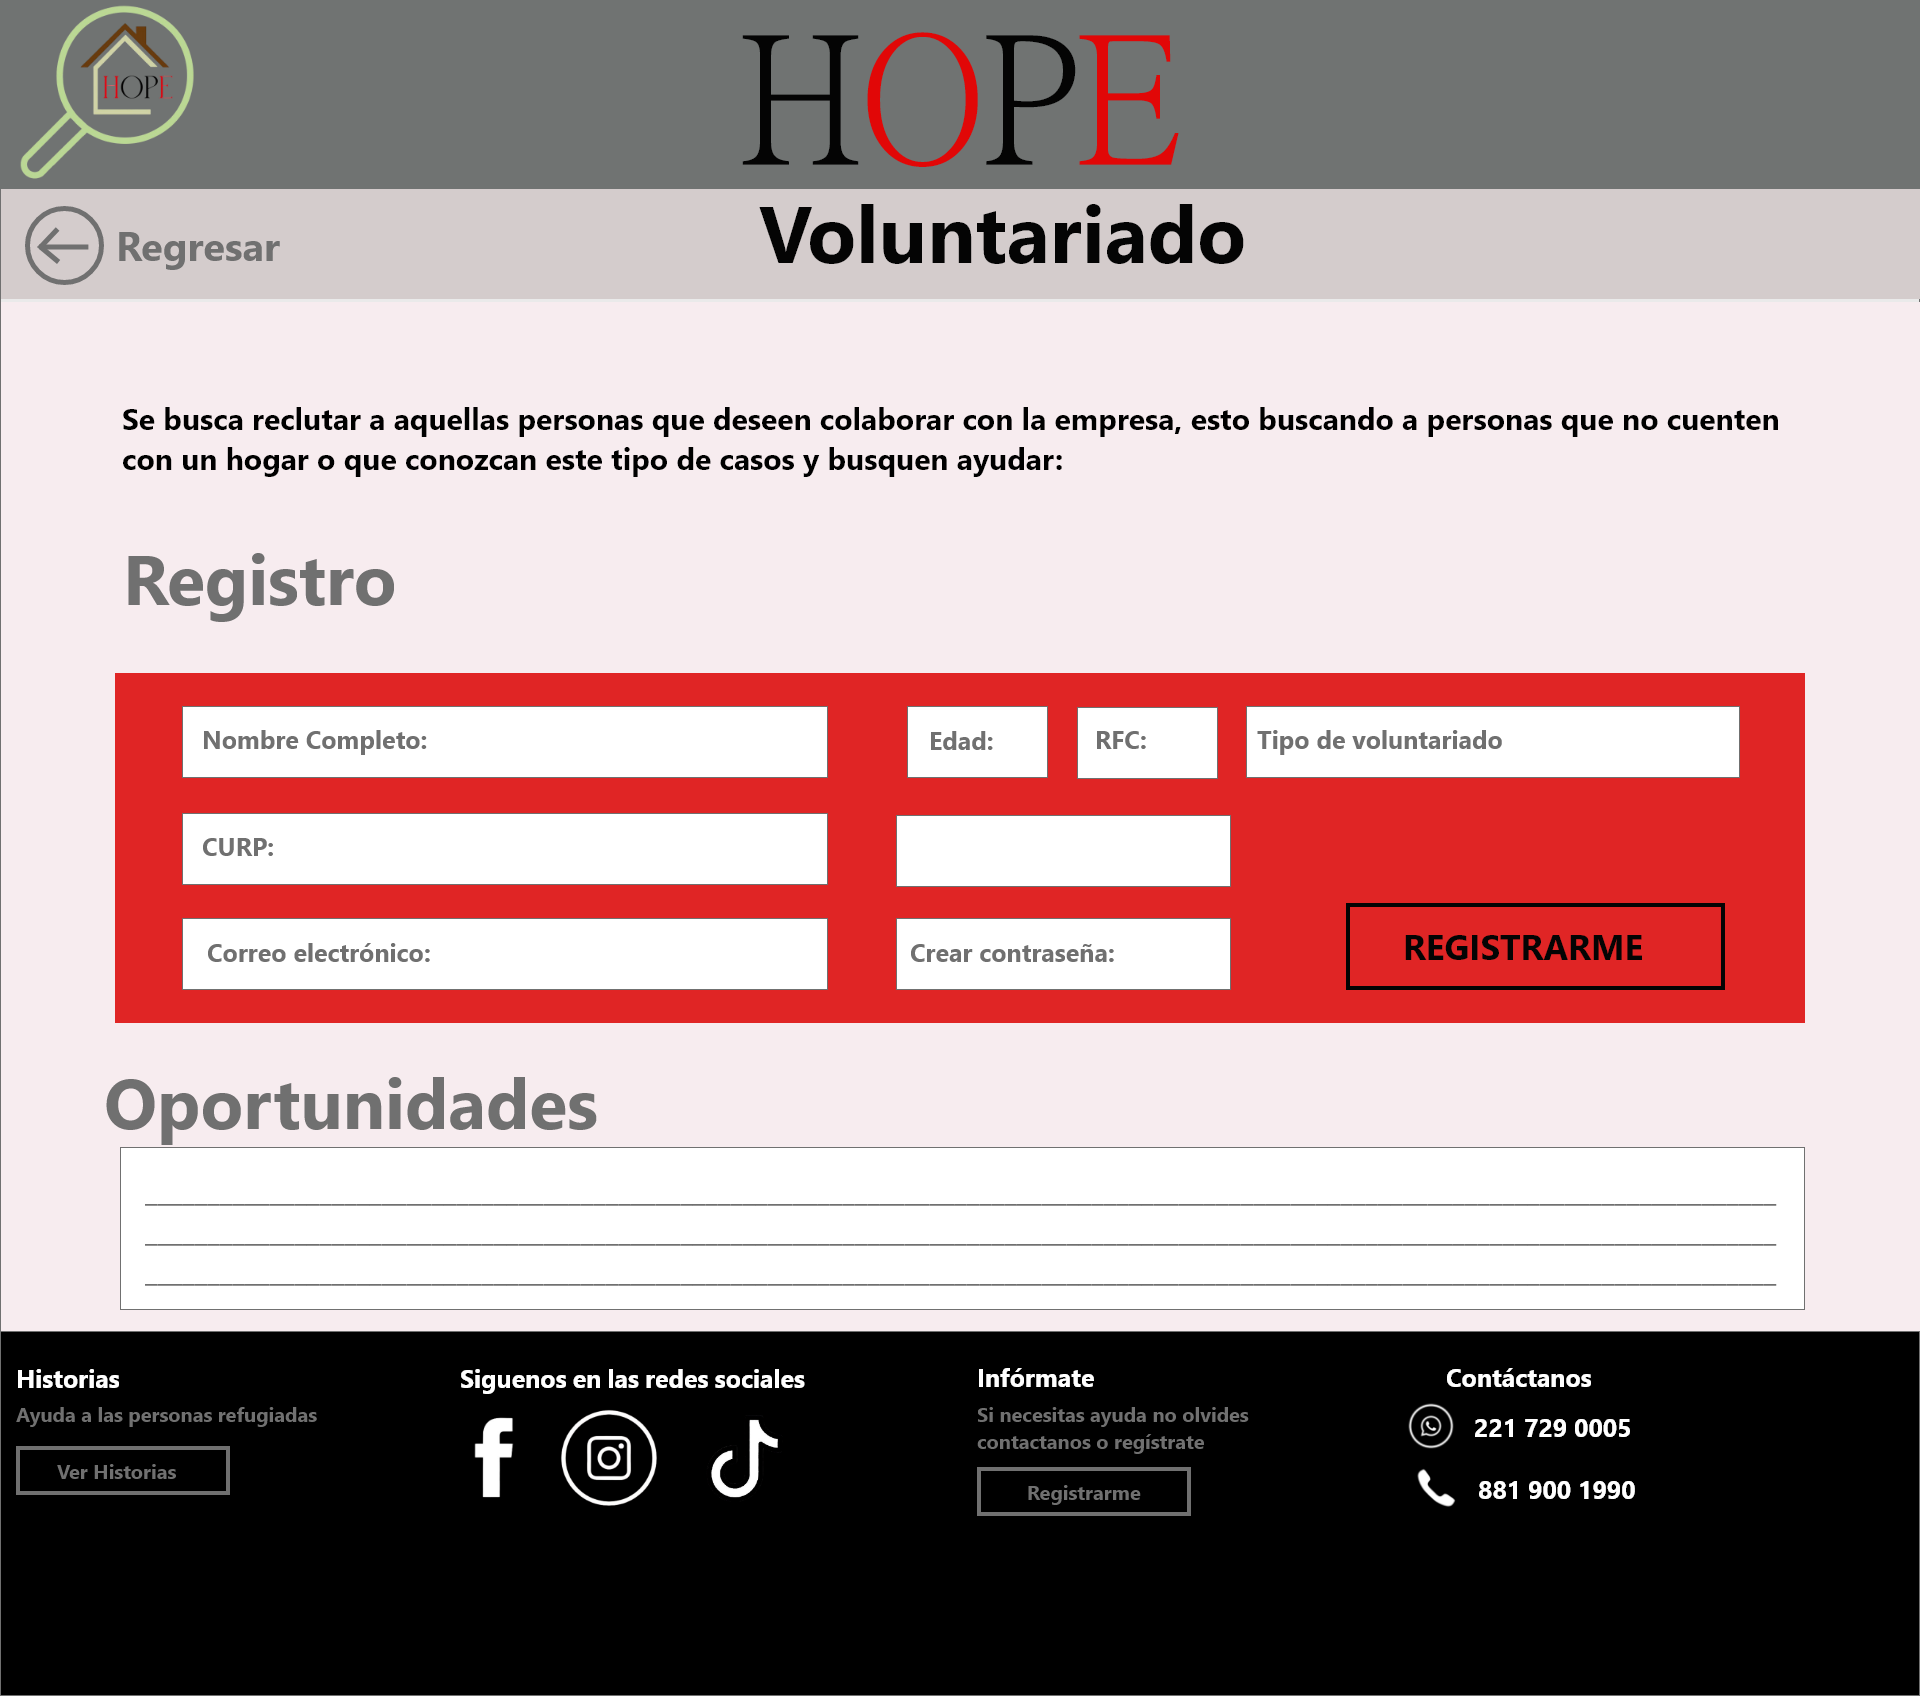 HOPE
HOPE
Regresar
Voluntariado
Se busca reclutar a aquellas personas que deseen colaborar con la empresa, esto buscando a personas que no cuenten
con un hogar o que conozcan este tipo de casos y busquen ayudar:
Registro
Nombre Completo:
Edad:
RFC:
Tipo de voluntariado
CURP:
Correo electrónico:
Crear contraseña:
REGISTRARME
Oportunidades
Historias
Ayuda a las personas refugiadas
Ver Historias
Siguenos en las redes sociales
Infórmate
Si necesitas ayuda no olvides
contactanos o regístrate
Registrarme
Contáctanos
221 729 0005
881 900 1990